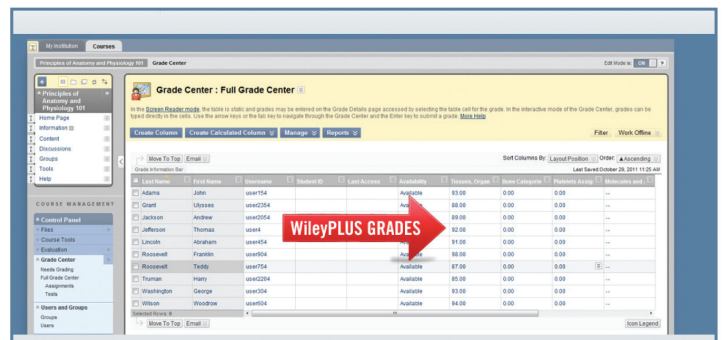 My Institution Courses
Principles of Anatomy and Physiology 101 Grade Center
Edit Mode is: ON
Principles of Anatomy and Physiology 101
Home Page
Information
Content
Discussions
Groups
Tools
Help
COURSE MANAGEMENT
Control Panel
Files
Course Tools
Evaluation
Grade Center
Needs Grading
Full Grade Center
Assignments
Tests
Users and Groups
Groups
Users
Grade Center : Full Grade Center
In the Screen Reader mode, the table is static and grades may be entered on the Grade Details page accessed by selecting the table cell for the grade. In the interactive mode of the Grade Center, grades can be
typed directly in the cells. Use the arrow keys or the tab key to navigate through the Grade Center and the Enter key to submit a grade. More Help
Create Column Create Calculated Column Manage Reports Filter Work Offline
Move To Top Email Sort Columns By: Layout Position Order: Ascending
Grade Information Bar Last Saved:October 29, 2011 11:25 AM
Last Name First Name Username Student ID Last Access Availability Tissues, Organ Bone Categorie Platelets Assig Molecules and
Adams John user154 Available 93.00 0.00 0.00 --
Grant Ulysses user2354 Available 88.00 0.00 0.00 --
Jackson Andrew user2054 89.00 0.00 0.00 --
Jefferson Thomas user4 92.00 0.00 0.00 --
WileyPLUS GRADES
Lincoln Abraham user454 91.00 0.00 0.00 --
Roosevelt Franklin user904 Available 98.00 0.00 0.00 --
Roosevelt Teddy user754 Available 87.00 0.00 0.00 --
Truman Harry user2204 Available 85.00 0.00 0.00 --
Washington George user304 Available 93.00 0.00 0.00 --
Wilson Woodrow user604 Available 94.00 0.00 0.00 --
Selected Rows: 0
Move To Top Email Icon Legend